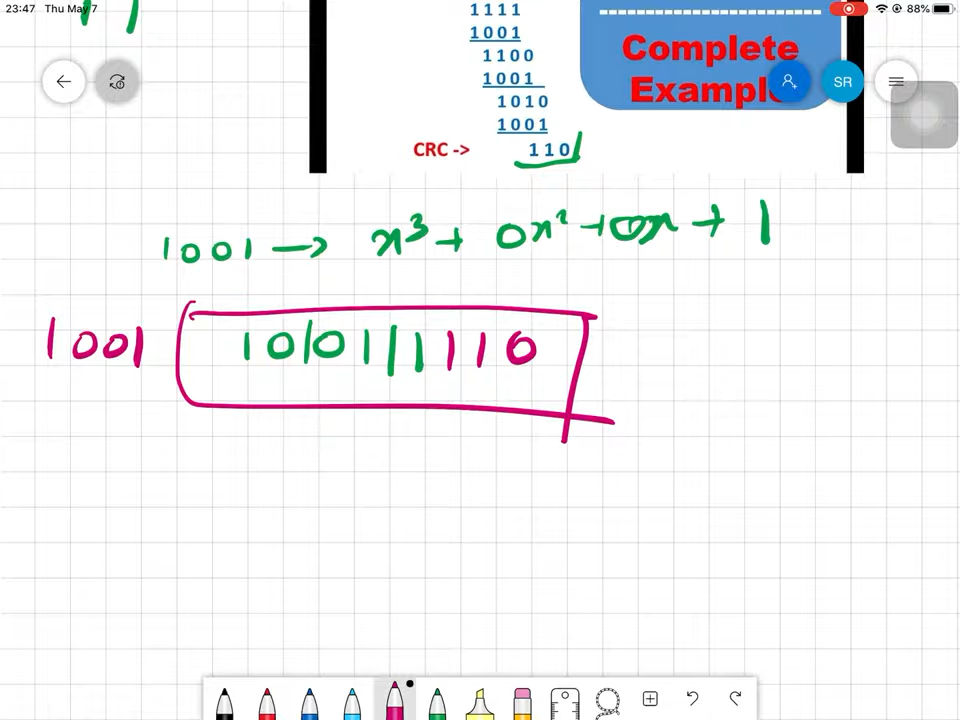 23:47 Thu May 7
88%
1111
1001
1100
1001
1010
1001
CRC -> 110
Complete
Example
SR
1001 → x³ + 0x² + 0x + 1
1001 1010111110